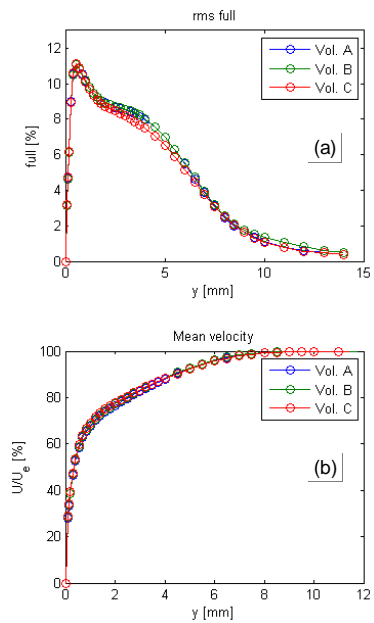 rms full
12
10
8
6
4
2
0
full [%]
Vol. A
Vol. B
Vol. C
(a)
0 5 10 15
y [mm]
Mean velocity
100
80
60
40
20
0
U/Ue [%]
Vol. A
Vol. B
Vol. C
(b)
0 2 4 6 8 10 12
y [mm]